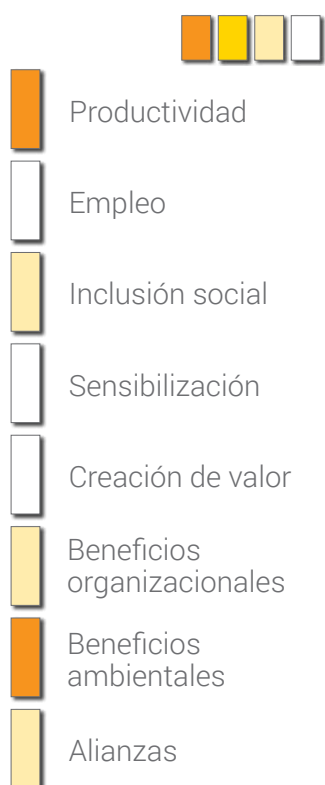 Productividad
Empleo
Inclusión social
Sensibilización
Creación de valor
Beneficios
organizacionales
Beneficios
ambientales
Alianzas